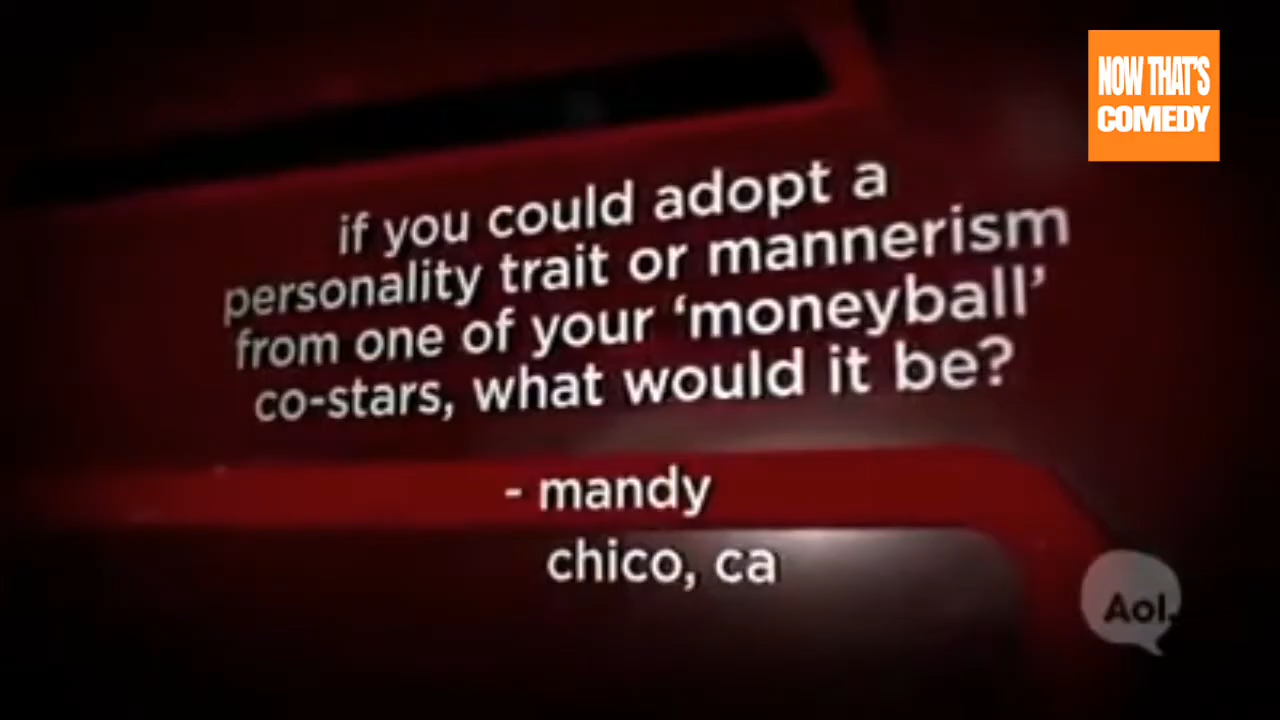 NOW THAT'S
COMEDY
if you could adopt a
personality trait or mannerism
from one of your ‘moneyball’
co-stars, what would it be?
- mandy
chico, ca
Aol.